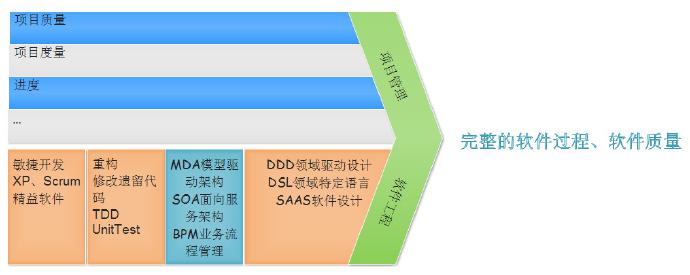 项目质量
项目度量
进度
...
项目管理
完整的软件过程、软件质量
敏捷开发
XP、Scrum
精益软件
重构
修改遗留代
码
TDD
UnitTest
MDA模型驱
动架构
SOA面向服
务架构
BPM业务流
程管理
DDD领域驱动设计
DSL领域特定语言
SAAS软件设计
软件工程